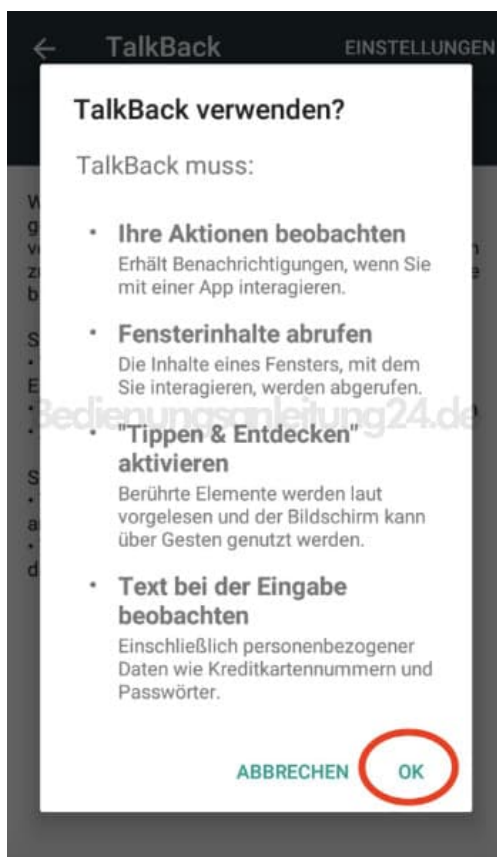 ← TalkBack EINSTELLUNGEN
TalkBack verwenden?
TalkBack muss:
• Ihre Aktionen beobachten
Erhält Benachrichtigungen, wenn Sie
mit einer App interagieren.
• Fensterinhalte abrufen
Die Inhalte eines Fensters, mit dem
Sie interagieren, werden abgerufen.
Bedienungsanleitung24.de
• "Tippen & Entdecken"
aktivieren
Berührte Elemente werden laut
vorgelesen und der Bildschirm kann
über Gesten genutzt werden.
• Text bei der Eingabe
beobachten
Einschließlich personenbezogener
Daten wie Kreditkartennummern und
Passwörter.
ABBRECHEN OK